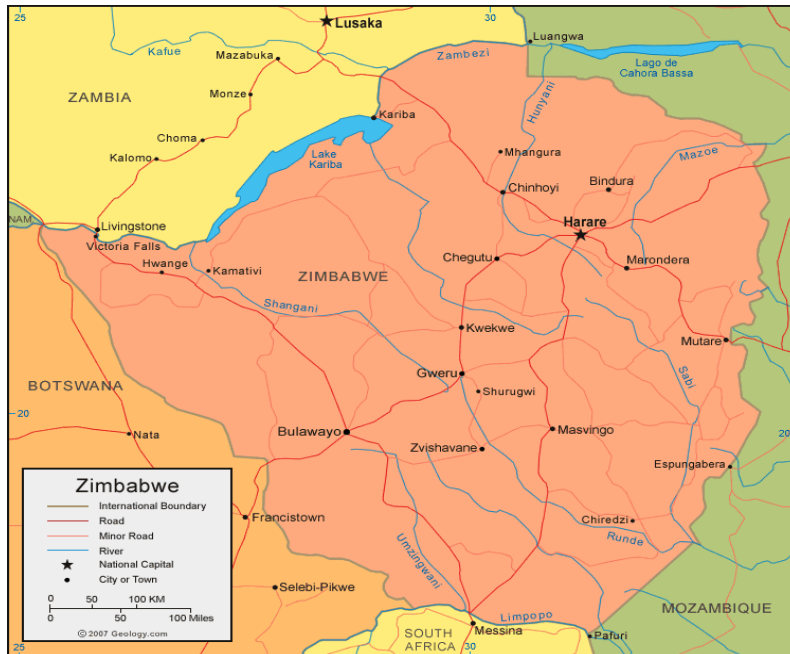 25
30
Lusaka
Luangwa
Kafue
Mazabuka
Zambezi
Lago de
Cahora Bassa
ZAMBIA
Monze
Hunyani
Kariba
Choma
Lake
Kariba
Kalomo
Mhangura
Mazoe
Chinhoyi
Bindura
NAM.
Livingstone
Harare
Victoria Falls
Hwange
Kamativi
ZIMBABWE
Chegutu
Marondera
Shangani
Kwekwe
Mutare
BOTSWANA
Gweru
Shurugwi
Sabi
20
Nata
Bulawayo
Zvishavane
Masvingo
20
Espungabera
Zimbabwe
International Boundary
Road
Minor Road
River
National Capital
City or Town
0 50 100 KM
0 50 100 Miles
© 2007 Geology.com
Francistown
Chiredzi
Runde
Umzingwani
Selebi-Pikwe
Limpopo
MOZAMBIQUE
SOUTH
AFRICA
Messina
Pafuri
25
30